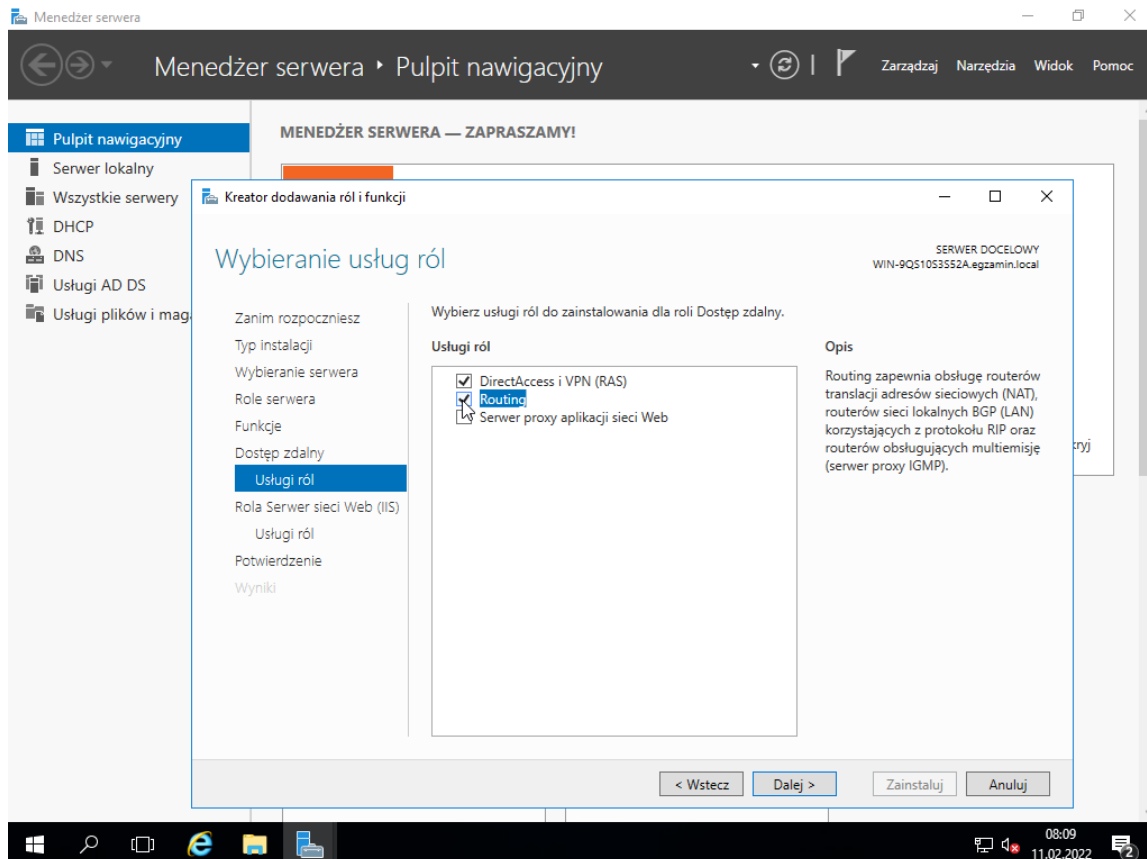 Menedżer serwera
Menedżer serwera ‣ Pulpit nawigacyjny
Zarządzaj Narzędzia Widok Pomoc
Pulpit nawigacyjny
Serwer lokalny
Wszystkie serwery
DHCP
DNS
Usługi AD DS
Usługi plików i mag
MENEDŻER SERWERA — ZAPRASZAMY!
Kreator dodawania ról i funkcji
Wybieranie usług ról
SERWER DOCELOWY
WIN-9QS10S3S52A.egzamin.local
Zanim rozpoczniesz
Typ instalacji
Wybieranie serwera
Role serwera
Funkcje
Dostęp zdalny
Usługi ról
Rola Serwer sieci Web (IIS)
Usługi ról
Potwierdzenie
Wyniki
Wybierz usługi ról do zainstalowania dla roli Dostęp zdalny.
Usługi ról
DirectAccess i VPN (RAS)
Routing
Serwer proxy aplikacji sieci Web
Opis
Routing zapewnia obsługę routerów
translacji adresów sieciowych (NAT),
routerów sieci lokalnych BGP (LAN)
korzystających z protokołu RIP oraz
routerów obsługujących multiemisję
(serwer proxy IGMP).
kryj
< Wstecz
Dalej >
Zainstaluj
Anuluj
08:09
11.02.2022
2